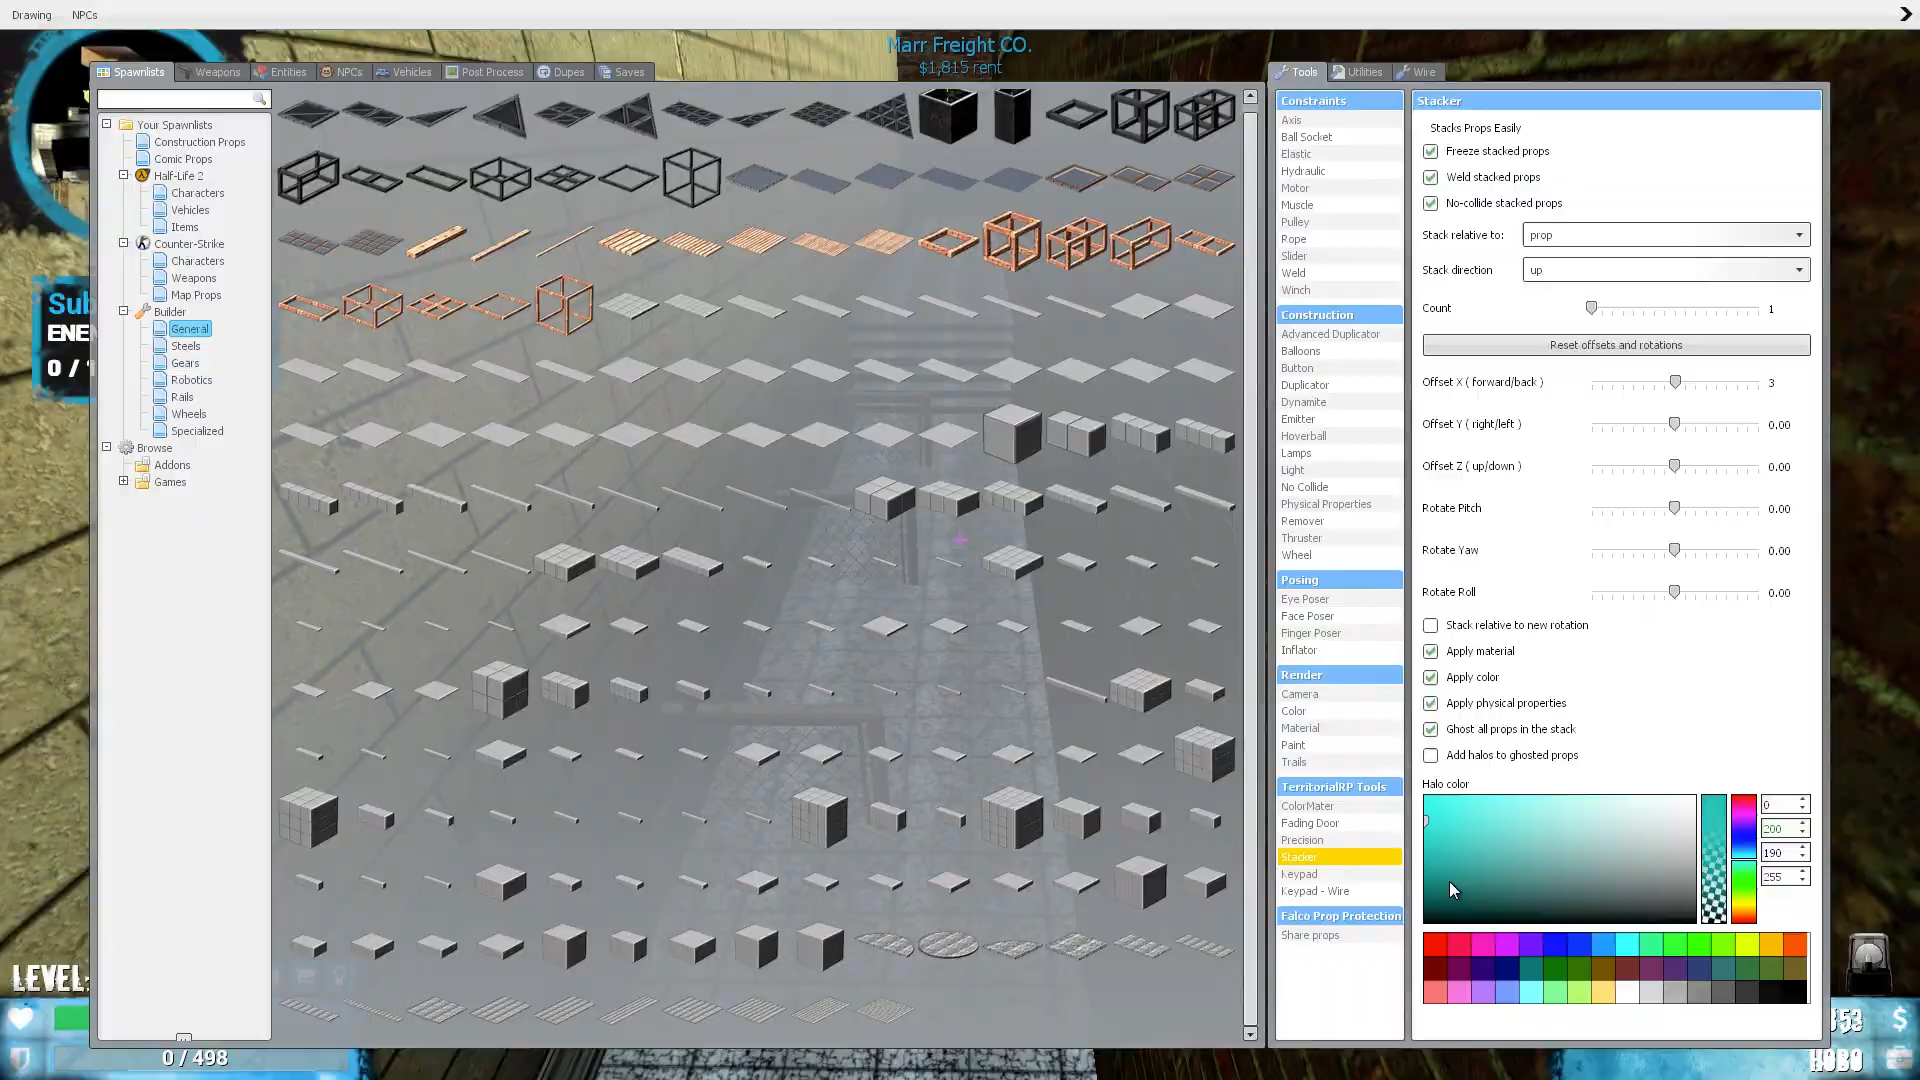 Drawing NPCs
Marr Freight CO.
$1,815 rent
Spawnlists Weapons Entities NPCs Vehicles Post Process Dupes Saves
Your Spawnlists
Construction Props
Comic Props
Half-Life 2
Characters
Vehicles
Items
Counter-Strike
Characters
Weapons
Map Props
Builder
General
Steels
Gears
Robotics
Rails
Wheels
Specialized
Browse
Addons
Games
0 /
LEVEL:
0 / 498
Tools Utilities Wire
Constraints
Axis
Ball Socket
Elastic
Hydraulic
Motor
Muscle
Pulley
Rope
Slider
Weld
Winch
Construction
Advanced Duplicator
Balloons
Button
Duplicator
Dynamite
Emitter
Hoverball
Lamps
Light
No Collide
Physical Properties
Remover
Thruster
Wheel
Posing
Eye Poser
Face Poser
Finger Poser
Inflator
Render
Camera
Color
Material
Paint
Trails
TerritorialRP Tools
ColorMater
Fading Door
Precision
Stacker
Keypad
Keypad - Wire
Falco Prop Protection
Share props
Stacker
Stacks Props Easily
Freeze stacked props
Weld stacked props
No-collide stacked props
Stack relative to: prop
Stack direction up
Count 1
Reset offsets and rotations
Offset X ( forward/back ) 3
Offset Y ( right/left ) 0.00
Offset Z ( up/down ) 0.00
Rotate Pitch 0.00
Rotate Yaw 0.00
Rotate Roll 0.00
Stack relative to new rotation
Apply material
Apply color
Apply physical properties
Ghost all props in the stack
Add halos to ghosted props
Halo color
0
200
190
255
$
HOBO